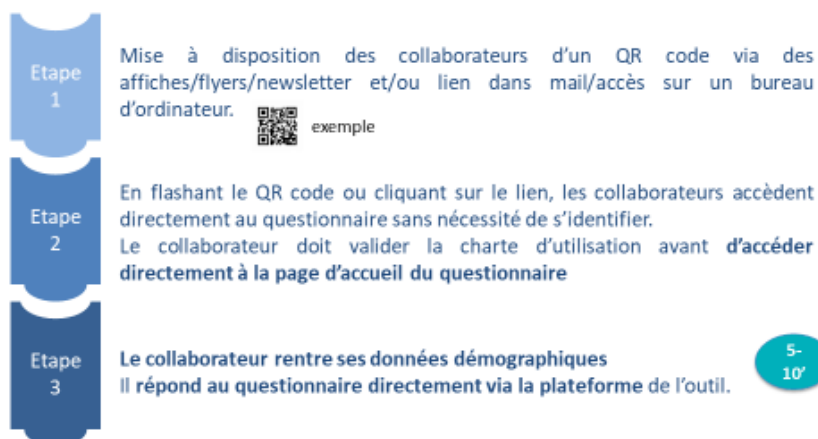 Etape
1
Mise à disposition des collaborateurs d'un QR code via des
affiches/flyers/newsletter et/ou lien dans mail/accès sur un bureau
d'ordinateur.
exemple
Etape
2
En flashant le QR code ou cliquant sur le lien, les collaborateurs accèdent
directement au questionnaire sans nécessité de s'identifier.
Le collaborateur doit valider la charte d'utilisation avant d'accéder
directement à la page d'accueil du questionnaire
Etape
3
Le collaborateur rentre ses données démographiques
Il répond au questionnaire directement via la plateforme de l'outil.
5-
10'